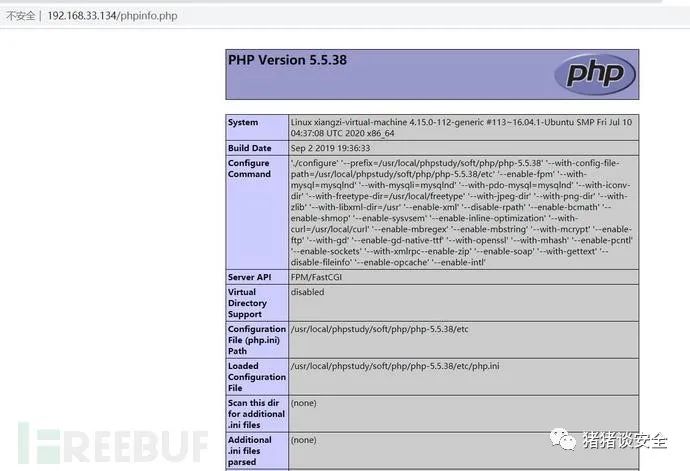 不安全 | 192.168.33.134/phpinfo.php
PHP Version 5.5.38
php
System
Linux xiangzi-virtual-machine 4.15.0-112-generic #113~16.04.1-Ubuntu SMP Fri Jul 10
04:37:08 UTC 2020 x86_64
Build Date
Sep 2 2019 19:36:33
Configure
Command
'./configure' '--prefix=/usr/local/phpstudy/soft/php/php-5.5.38' '--with-config-file-
path=/usr/local/phpstudy/soft/php/php-5.5.38/etc' '--enable-fpm' '--with-
mysql=mysqlnd' '--with-mysqli=mysqlnd' '--with-pdo-mysql=mysqlnd' '--with-iconv-
dir' '--with-freetype-dir=/usr/local/freetype' '--with-jpeg-dir' '--with-png-dir' '--with-
zlib' '--with-libxml-dir=/usr' '--enable-xml' '--disable-rpath' '--enable-bcmath' '--
enable-shmop' '--enable-sysvsem' '--enable-inline-optimization' '--with-
curl=/usr/local/curl' '--enable-mbregex' '--enable-mbstring' '--with-mcrypt' '--enable-
ftp' '--with-gd' '--enable-gd-native-ttf' '--with-openssl' '--with-mhash' '--enable-pcntl'
'--enable-sockets' '--with-xmlrpc--enable-zip' '--enable-soap' '--with-gettext' '--
disable-fileinfo' '--enable-opcache' '--enable-intl'
Server API
FPM/FastCGI
Virtual
Directory
Support
disabled
Configuration
File (php.ini)
Path
/usr/local/phpstudy/soft/php/php-5.5.38/etc
Loaded
Configuration
File
/usr/local/phpstudy/soft/php/php-5.5.38/etc/php.ini
Scan this dir
for additional
.ini files
(none)
Additional
.ini files
parsed
(none)
FREEBUF
猪猪谈安全